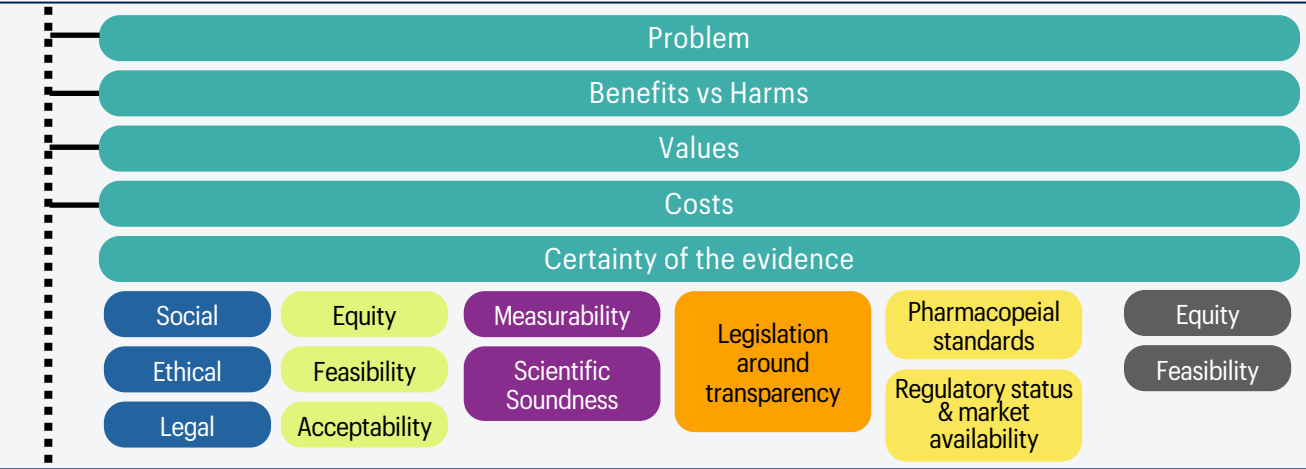 Problem
Benefits vs Harms
Values
Costs
Certainty of the evidence
Social
Ethical
Legal
Equity
Feasibility
Acceptability
Measurability
Scientific
Soundness
Legislation
around
transparency
Pharmacopeial
standards
Regulatory status
& market
availability
Equity
Feasibility